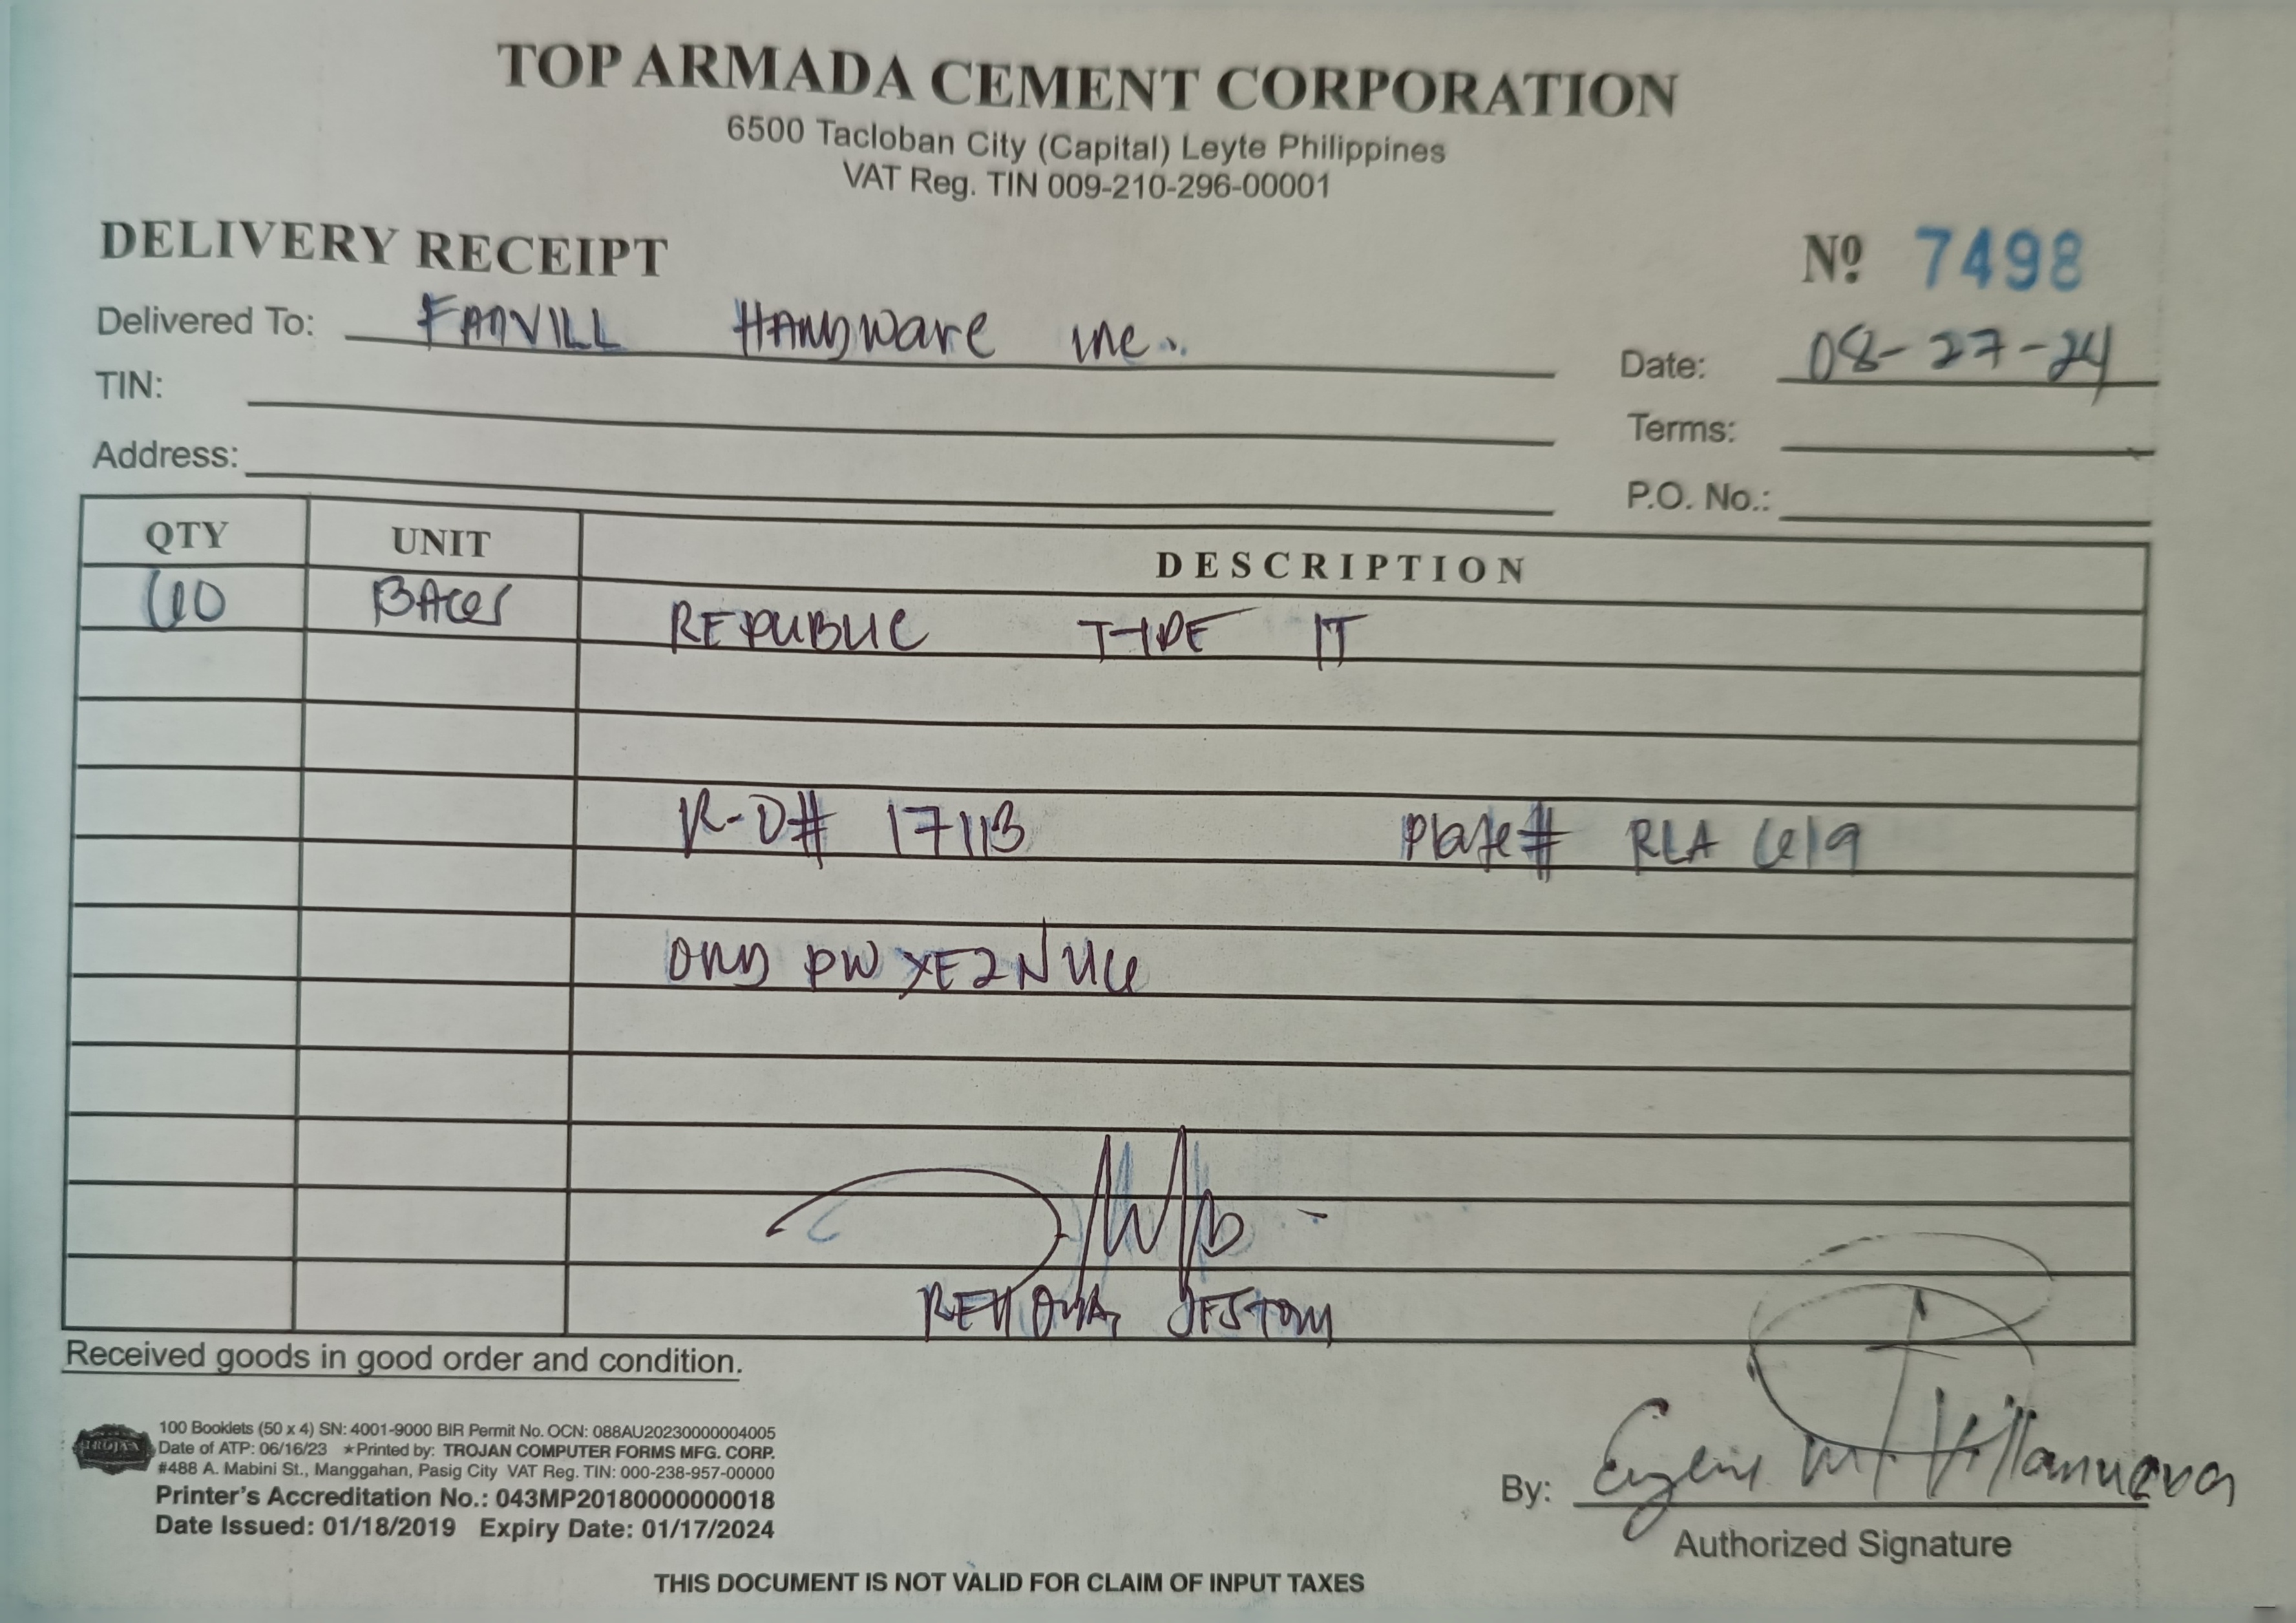 TOP ARMADA CEMENT CORPORATION
6500 Tacloban City (Capital) Leyte Philippines
VAT Reg. TIN 009-210-296-00001
DELIVERY RECEIPT
Nº 7498
Delivered To: FANVILL HARDware inc.
Date: 08-27-24
TIN:
Terms:
Address:
P.O. No.:
QTY UNIT DESCRIPTION
BAGS REPUBLIC TYPE 1T
R-O# 17113 Plate# RLA 619
Received goods in good order and condition.
TROJAN
100 Booklets (50 x 4) SN: 4001-9000 BIR Permit No. OCN: 088AU20230000004005
Date of ATP: 06/16/23 ★Printed by: TROJAN COMPUTER FORMS MFG. CORP.
#488 A. Mabini St., Manggahan, Pasig City VAT Reg. TIN: 000-238-957-00000
Printer's Accreditation No.: 043MP20180000000018
Date Issued: 01/18/2019 Expiry Date: 01/17/2024
By: Eugene M. Villanueva
Authorized Signature
THIS DOCUMENT IS NOT VALID FOR CLAIM OF INPUT TAXES